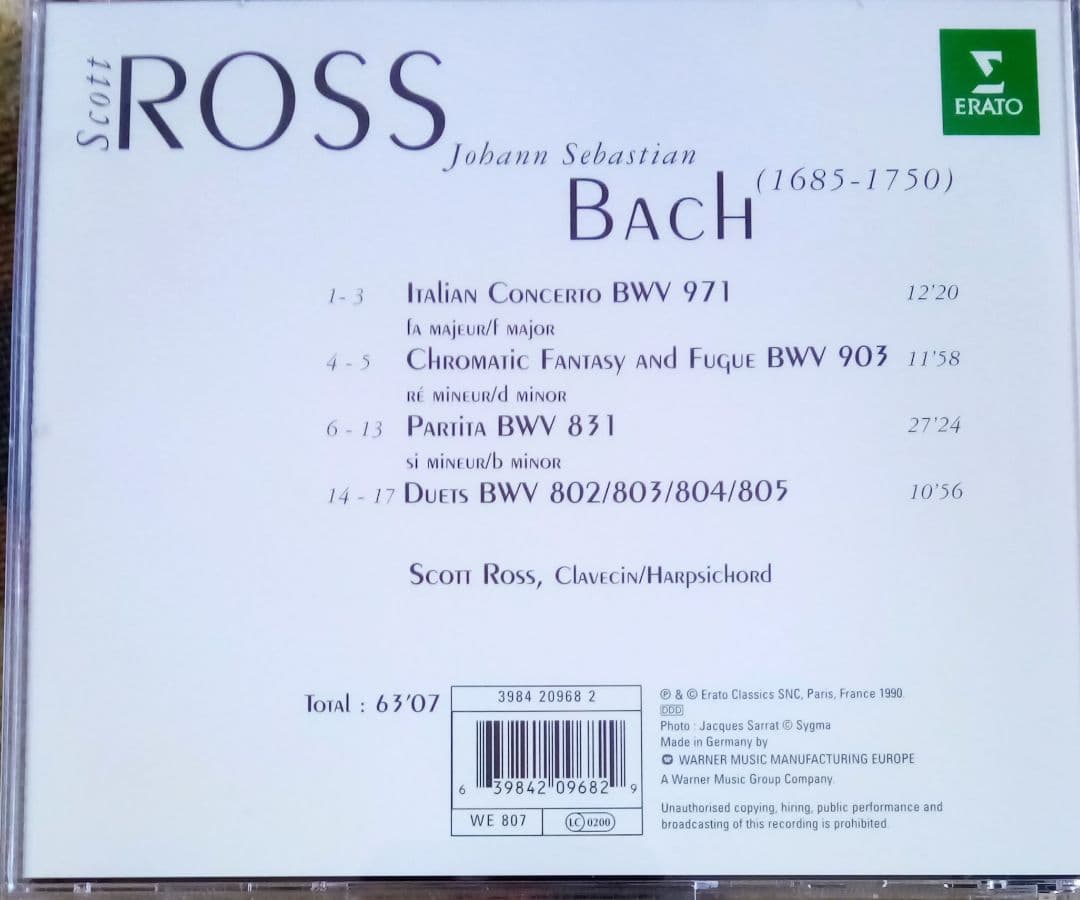 Scott
ROSS
Σ
ERATO
Johann Sebastian
BACH (1685-1750)
1- 3 ITALIAN CONCERTO BWV 971 12'20
FA MAJEUR/F MAJOR
4 - 5 CHROMATIC FANTASY AND FUGUE BWV 903 11'58
RÉ MINEUR/D MINOR
6 - 13 PARTITA BWV 831 27'24
SI MINEUR/B MINOR
14 - 17 DUETS BWV 802/803/804/805 10'56
SCOTT ROSS, CLAVECIN/HARPSICHORD
TOTAL : 63'07
3984 20968 2
6 39842 09682 9
WE 807
LC 0200
℗ & © Erato Classics SNC, Paris, France 1990.
DDD
Photo : Jacques Sarrat © Sygma
Made in Germany by
WARNER MUSIC MANUFACTURING EUROPE
A Warner Music Group Company.
Unauthorised copying, hiring, public performance and
broadcasting of this recording is prohibited.